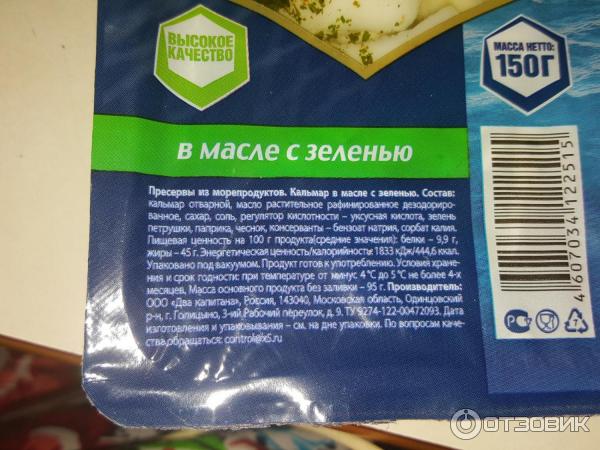 ВЫСОКОЕ
КАЧЕСТВО
МАССА НЕТТО:
150Г
в масле с зеленью
Пресервы из морепродуктов. Кальмар в масле с зеленью. Состав:
кальмар отварной, масло растительное рафинированное дезодориро-
ванное, сахар, соль, регулятор кислотности – уксусная кислота, зелень
петрушки, паприка, чеснок, консерванты – бензоат натрия, сорбат калия.
Пищевая ценность на 100 г продукта(средние значения): белки – 9,9 г,
жиры – 45 г. Энергетическая ценность/калорийность: 1833 кДж/444,6 ккал.
Упаковано под вакуумом. Продукт готов к употреблению. Условия хране-
ния и срок годности: при температуре от минус 4°С до 5°С не более 4-х
месяцев, Масса основного продукта без заливки – 95 г. Производитель:
ООО «Два капитана», Россия, 143040, Московская область, Одинцовский
р-н, г. Голицыно, 3-ий Рабочий переулок, д. 9. ТУ 9274-122-00472093. Дата
изготовления и упаковывания – см. на дне упаковки. По вопросам каче-
ства обращаться: control@x5.ru
4 607034 122515
РСТ
7
ОТЗОВИК